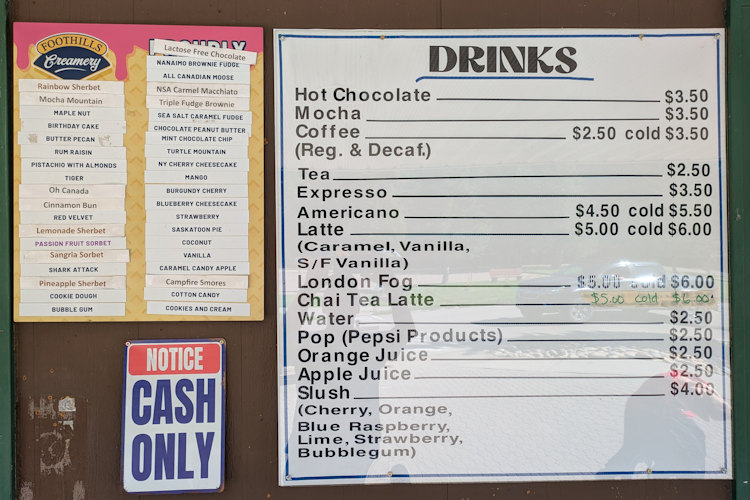 FOOTHILLS
Creamery
Rainbow Sherbet
Mocha Mountain
MAPLE NUT
BIRTHDAY CAKE
BUTTER PECAN
RUM RAISIN
PISTACHIO WITH ALMONDS
TIGER
Oh Canada
Cinnamon Bun
RED VELVET
Lemonade Sherbet
PASSION FRUIT SORBET
Sangria Sorbet
SHARK ATTACK
Pineapple Sherbet
COOKIE DOUGH
BUBBLE GUM
Lactose Free Chocolate
NANAIMO BROWNIE FUDGE
ALL CANADIAN MOOSE
NSA Carmel Macchiato
Triple Fudge Brownie
SEA SALT CARAMEL FUDGE
CHOCOLATE PEANUT BUTTER
MINT CHOCOLATE CHIP
TURTLE MOUNTAIN
NY CHERRY CHEESECAKE
MANGO
BURGUNDY CHERRY
BLUEBERRY CHEESECAKE
STRAWBERRY
SASKATOON PIE
COCONUT
VANILLA
CARAMEL CANDY APPLE
Campfire Smores
COTTON CANDY
COOKIES AND CREAM
NOTICE
CASH
ONLY
DRINKS
Hot Chocolate $3.50
Mocha $3.50
Coffee $2.50 cold $3.50
(Reg. & Decaf.)
Tea $2.50
Expresso $3.50
Americano $4.50 cold $5.50
Latte $5.00 cold $6.00
(Caramel, Vanilla,
S/F Vanilla)
London Fog $5.00 cold $6.00
Chai Tea Latte $5.00 cold $6.00
Water $2.50
Pop (Pepsi Products) $2.50
Orange Juice $2.50
Apple Juice $2.50
Slush $4.00
(Cherry, Orange,
Blue Raspberry,
Lime, Strawberry,
Bubblegum)